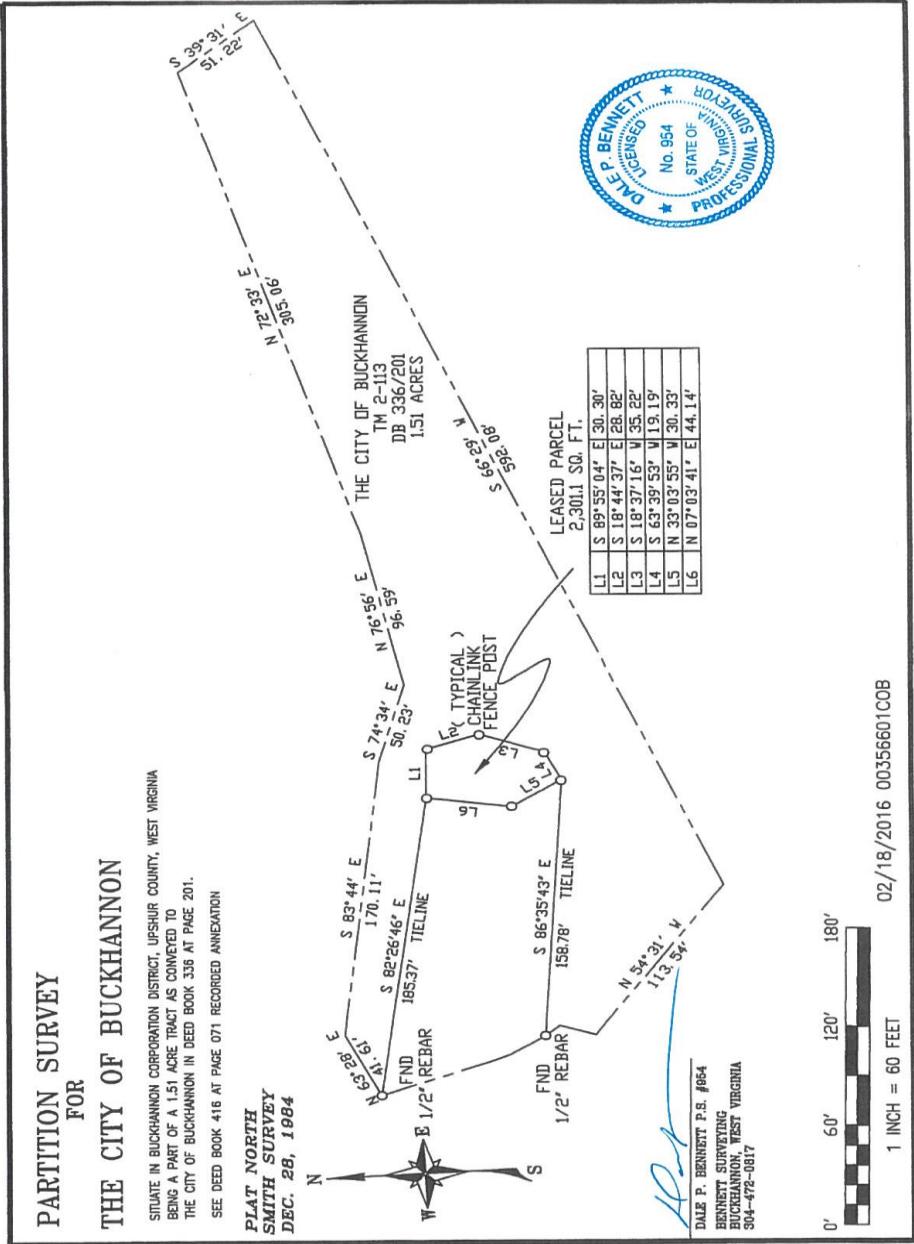 PARTITION SURVEY
FOR
THE CITY OF BUCKHANNON
SITUATE IN BUCKHANNON CORPORATION DISTRICT, UPSHUR COUNTY, WEST VIRGINIA
BEING A PART OF A 1.51 ACRE TRACT AS CONVEYED TO
THE CITY OF BUCKHANNON IN DEED BOOK 336 AT PAGE 201.
SEE DEED BOOK 416 AT PAGE 071 RECORDED ANNEXATION
PLAT NORTH
SMITH SURVEY
DEC. 28, 1984
N
W E
S
N 63°28' E
41.61'
S 83°44' E
170.11'
S 74°34' E
50.23'
N 76°56' E
96.59'
N 72°33' E
305.06'
S 39°31' E
51.22'
THE CITY OF BUCKHANNON
TM 2-113
DB 336/201
1.51 ACRES
S 66°29' W
592.08'
FND
1/2" REBAR
S 82°26'46" E
185.37' TIELINE
L1
L2
( TYPICAL )
CHAINLINK
FENCE POST
L3
L4
L5
L6
FND
1/2" REBAR
S 86°35'43" E
158.78' TIELINE
N 54°31' W
113.54'
LEASED PARCEL
2,301.1 SQ. FT.
L1 S 89°55'04" E 30.30'
L2 S 18°44'37" E 28.82'
L3 S 18°37'16" W 35.22'
L4 S 63°39'53" W 19.19'
L5 N 33°03'55" W 30.33'
L6 N 07°03'41" E 44.14'
DALE P. BENNETT
LICENSED
No. 954
STATE OF
WEST VIRGINIA
PROFESSIONAL SURVEYOR
DALE P. BENNETT P.S. #954
BENNETT SURVEYING
BUCKHANNON, WEST VIRGINIA
304-472-0817
0' 60' 120' 180'
1 INCH = 60 FEET
02/18/2016 00356601COB